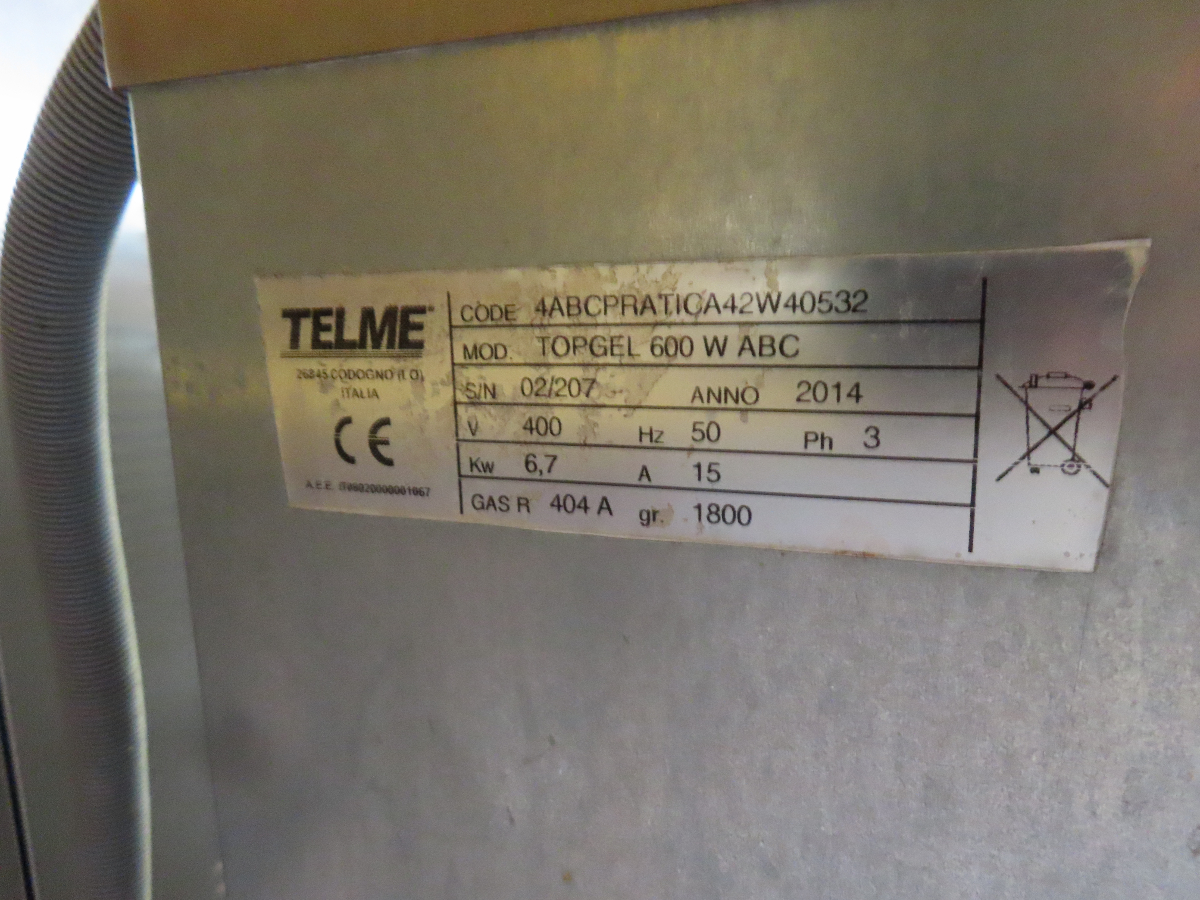 TELME
26845 CODOGNO (LO)
ITALIA
CE
A.E.E. IT08020000001067
CODE 4ABCPRATICA42W40532
MOD. TOPGEL 600 W ABC
S/N 02/207 ANNO 2014
V 400 Hz 50 Ph 3
Kw 6,7 A 15
GAS R 404 A gr. 1800